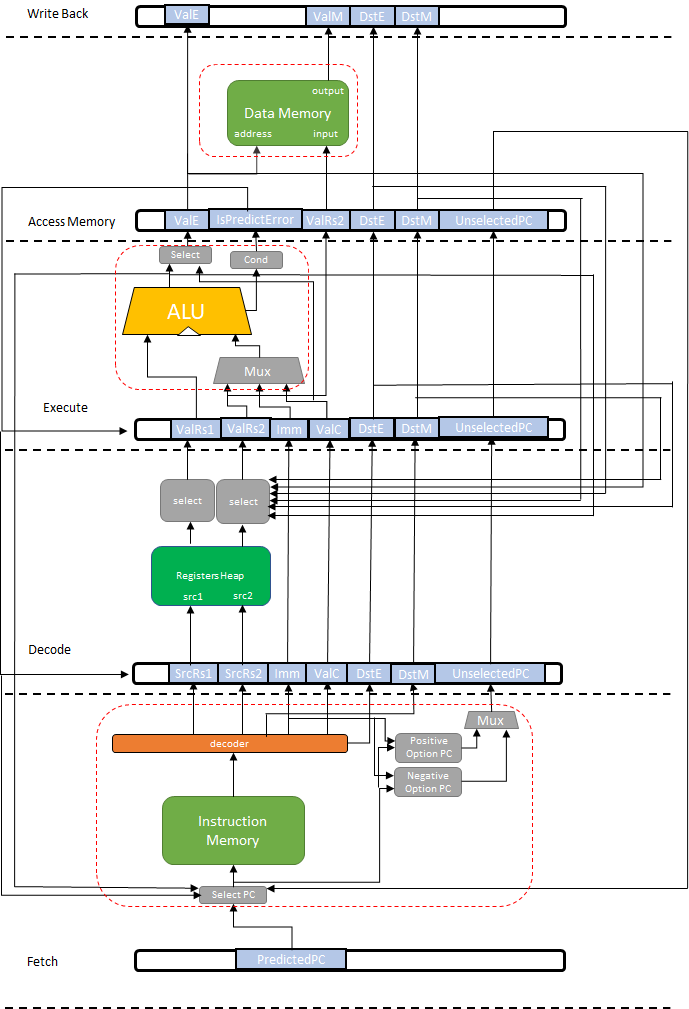 Write Back
ValE
ValM
DstE
DstM
output
Data Memory
address
input
Access Memory
ValE
IsPredictError
ValRs2
DstE
DstM
UnselectedPC
Select
Cond
ALU
Mux
Execute
ValRs1
ValRs2
Imm
ValC
DstE
DstM
UnselectedPC
select
select
Registers Heap
src1
src2
Decode
SrcRs1
SrcRs2
Imm
ValC
DstE
DstM
UnselectedPC
Mux
decoder
Positive
Option PC
Negative
Option PC
Instruction
Memory
Select PC
Fetch
PredictedPC